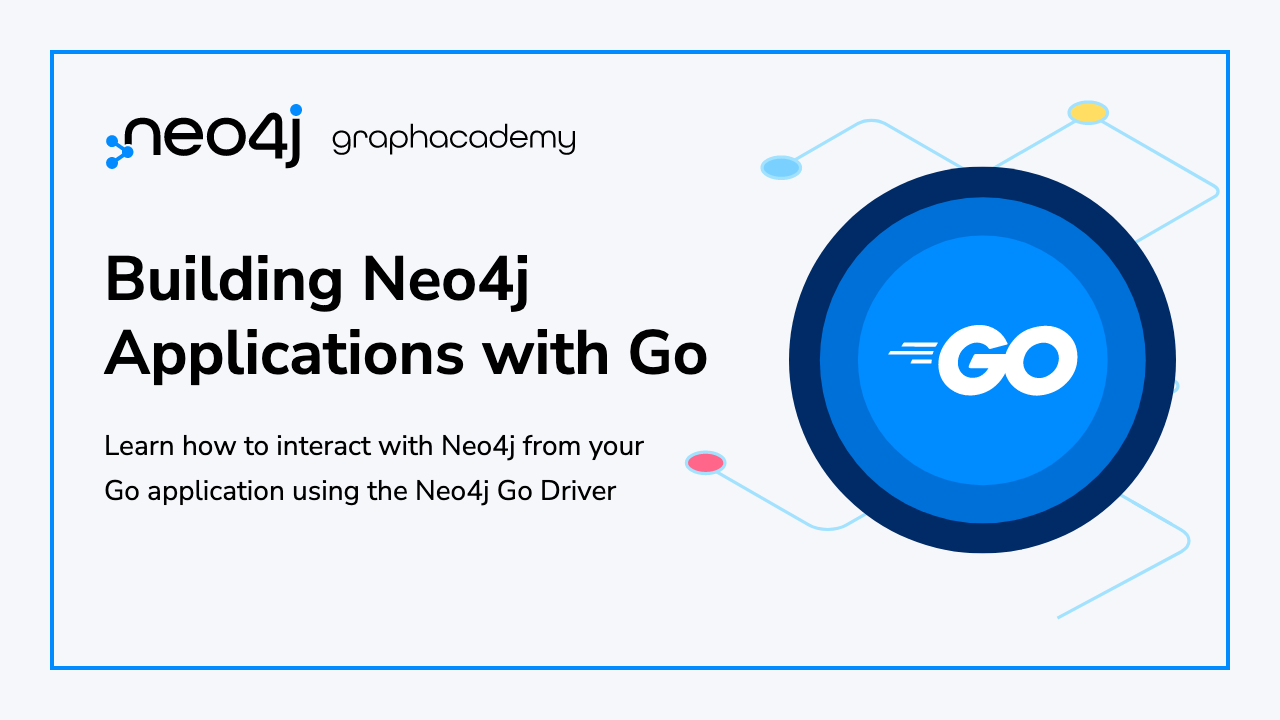 neo4j graphacademy
Building Neo4j
Applications with Go
Learn how to interact with Neo4j from your
Go application using the Neo4j Go Driver
GO